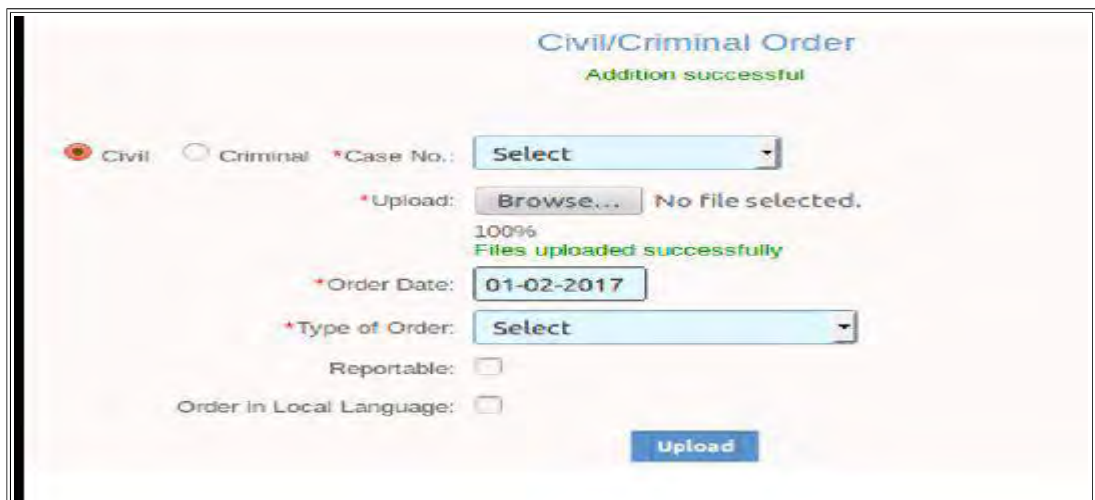 Civil/Criminal Order
Addition successful
Civil Criminal *Case No.: Select
*Upload: Browse... No file selected.
100%
Files uploaded successfully
*Order Date: 01-02-2017
*Type of Order: Select
Reportable:
Order in Local Language:
Upload